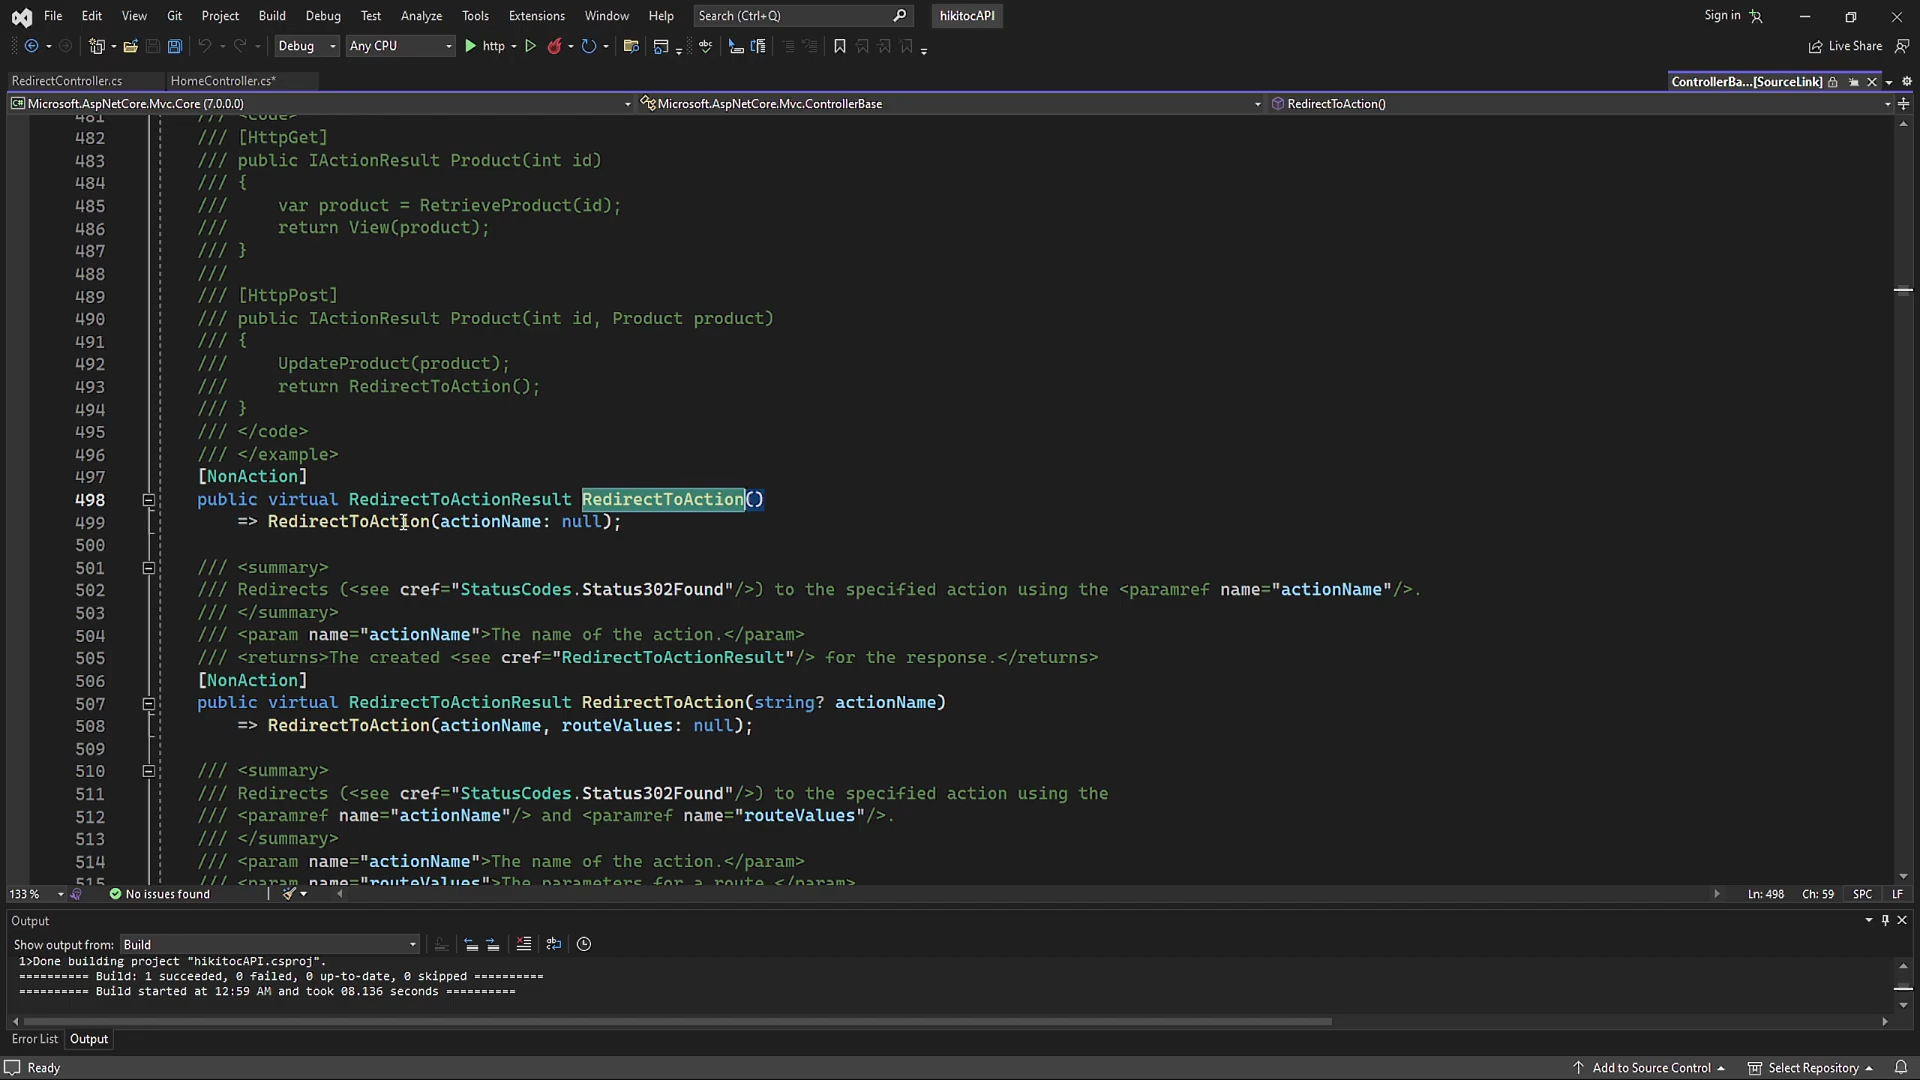 File Edit View Git Project Build Debug Test Analyze Tools Extensions Window Help Search (Ctrl+Q) hikitocAPI Sign in
Debug Any CPU http Live Share
RedirectController.cs HomeController.cs* ControllerBa...[SourceLink]
Microsoft.AspNetCore.Mvc.Core (7.0.0.0) Microsoft.AspNetCore.Mvc.ControllerBase RedirectToAction()
481 /// <code>
482 /// [HttpGet]
483 /// public IActionResult Product(int id)
484 /// {
485 /// var product = RetrieveProduct(id);
486 /// return View(product);
487 /// }
488 ///
489 /// [HttpPost]
490 /// public IActionResult Product(int id, Product product)
491 /// {
492 /// UpdateProduct(product);
493 /// return RedirectToAction();
494 /// }
495 /// </code>
496 /// </example>
497 [NonAction]
498 public virtual RedirectToActionResult RedirectToAction()
499 => RedirectToAction(actionName: null);
500
501 /// <summary>
502 /// Redirects (<see cref="StatusCodes.Status302Found"/>) to the specified action using the <paramref name="actionName"/>.
503 /// </summary>
504 /// <param name="actionName">The name of the action.</param>
505 /// <returns>The created <see cref="RedirectToActionResult"/> for the response.</returns>
506 [NonAction]
507 public virtual RedirectToActionResult RedirectToAction(string? actionName)
508 => RedirectToAction(actionName, routeValues: null);
509
510 /// <summary>
511 /// Redirects (<see cref="StatusCodes.Status302Found"/>) to the specified action using the
512 /// <paramref name="actionName"/> and <paramref name="routeValues"/>.
513 /// </summary>
514 /// <param name="actionName">The name of the action.</param>
515 /// <param name="routeValues">The parameters for a route.</param>
133 % No issues found Ln: 498 Ch: 59 SPC LF
Output
Show output from: Build
1>Done building project "hikitocAPI.csproj".
========== Build: 1 succeeded, 0 failed, 0 up-to-date, 0 skipped ==========
========== Build started at 12:59 AM and took 08.136 seconds ==========
Error List Output
Ready Add to Source Control Select Repository